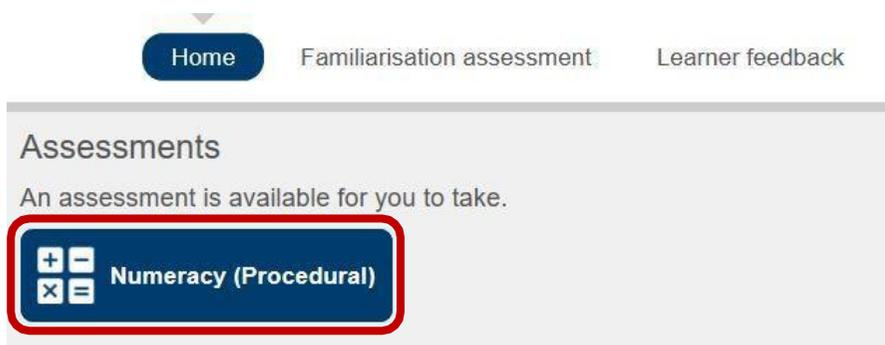 Home Familiarisation assessment Learner feedback
Assessments
An assessment is available for you to take.
Numeracy (Procedural)